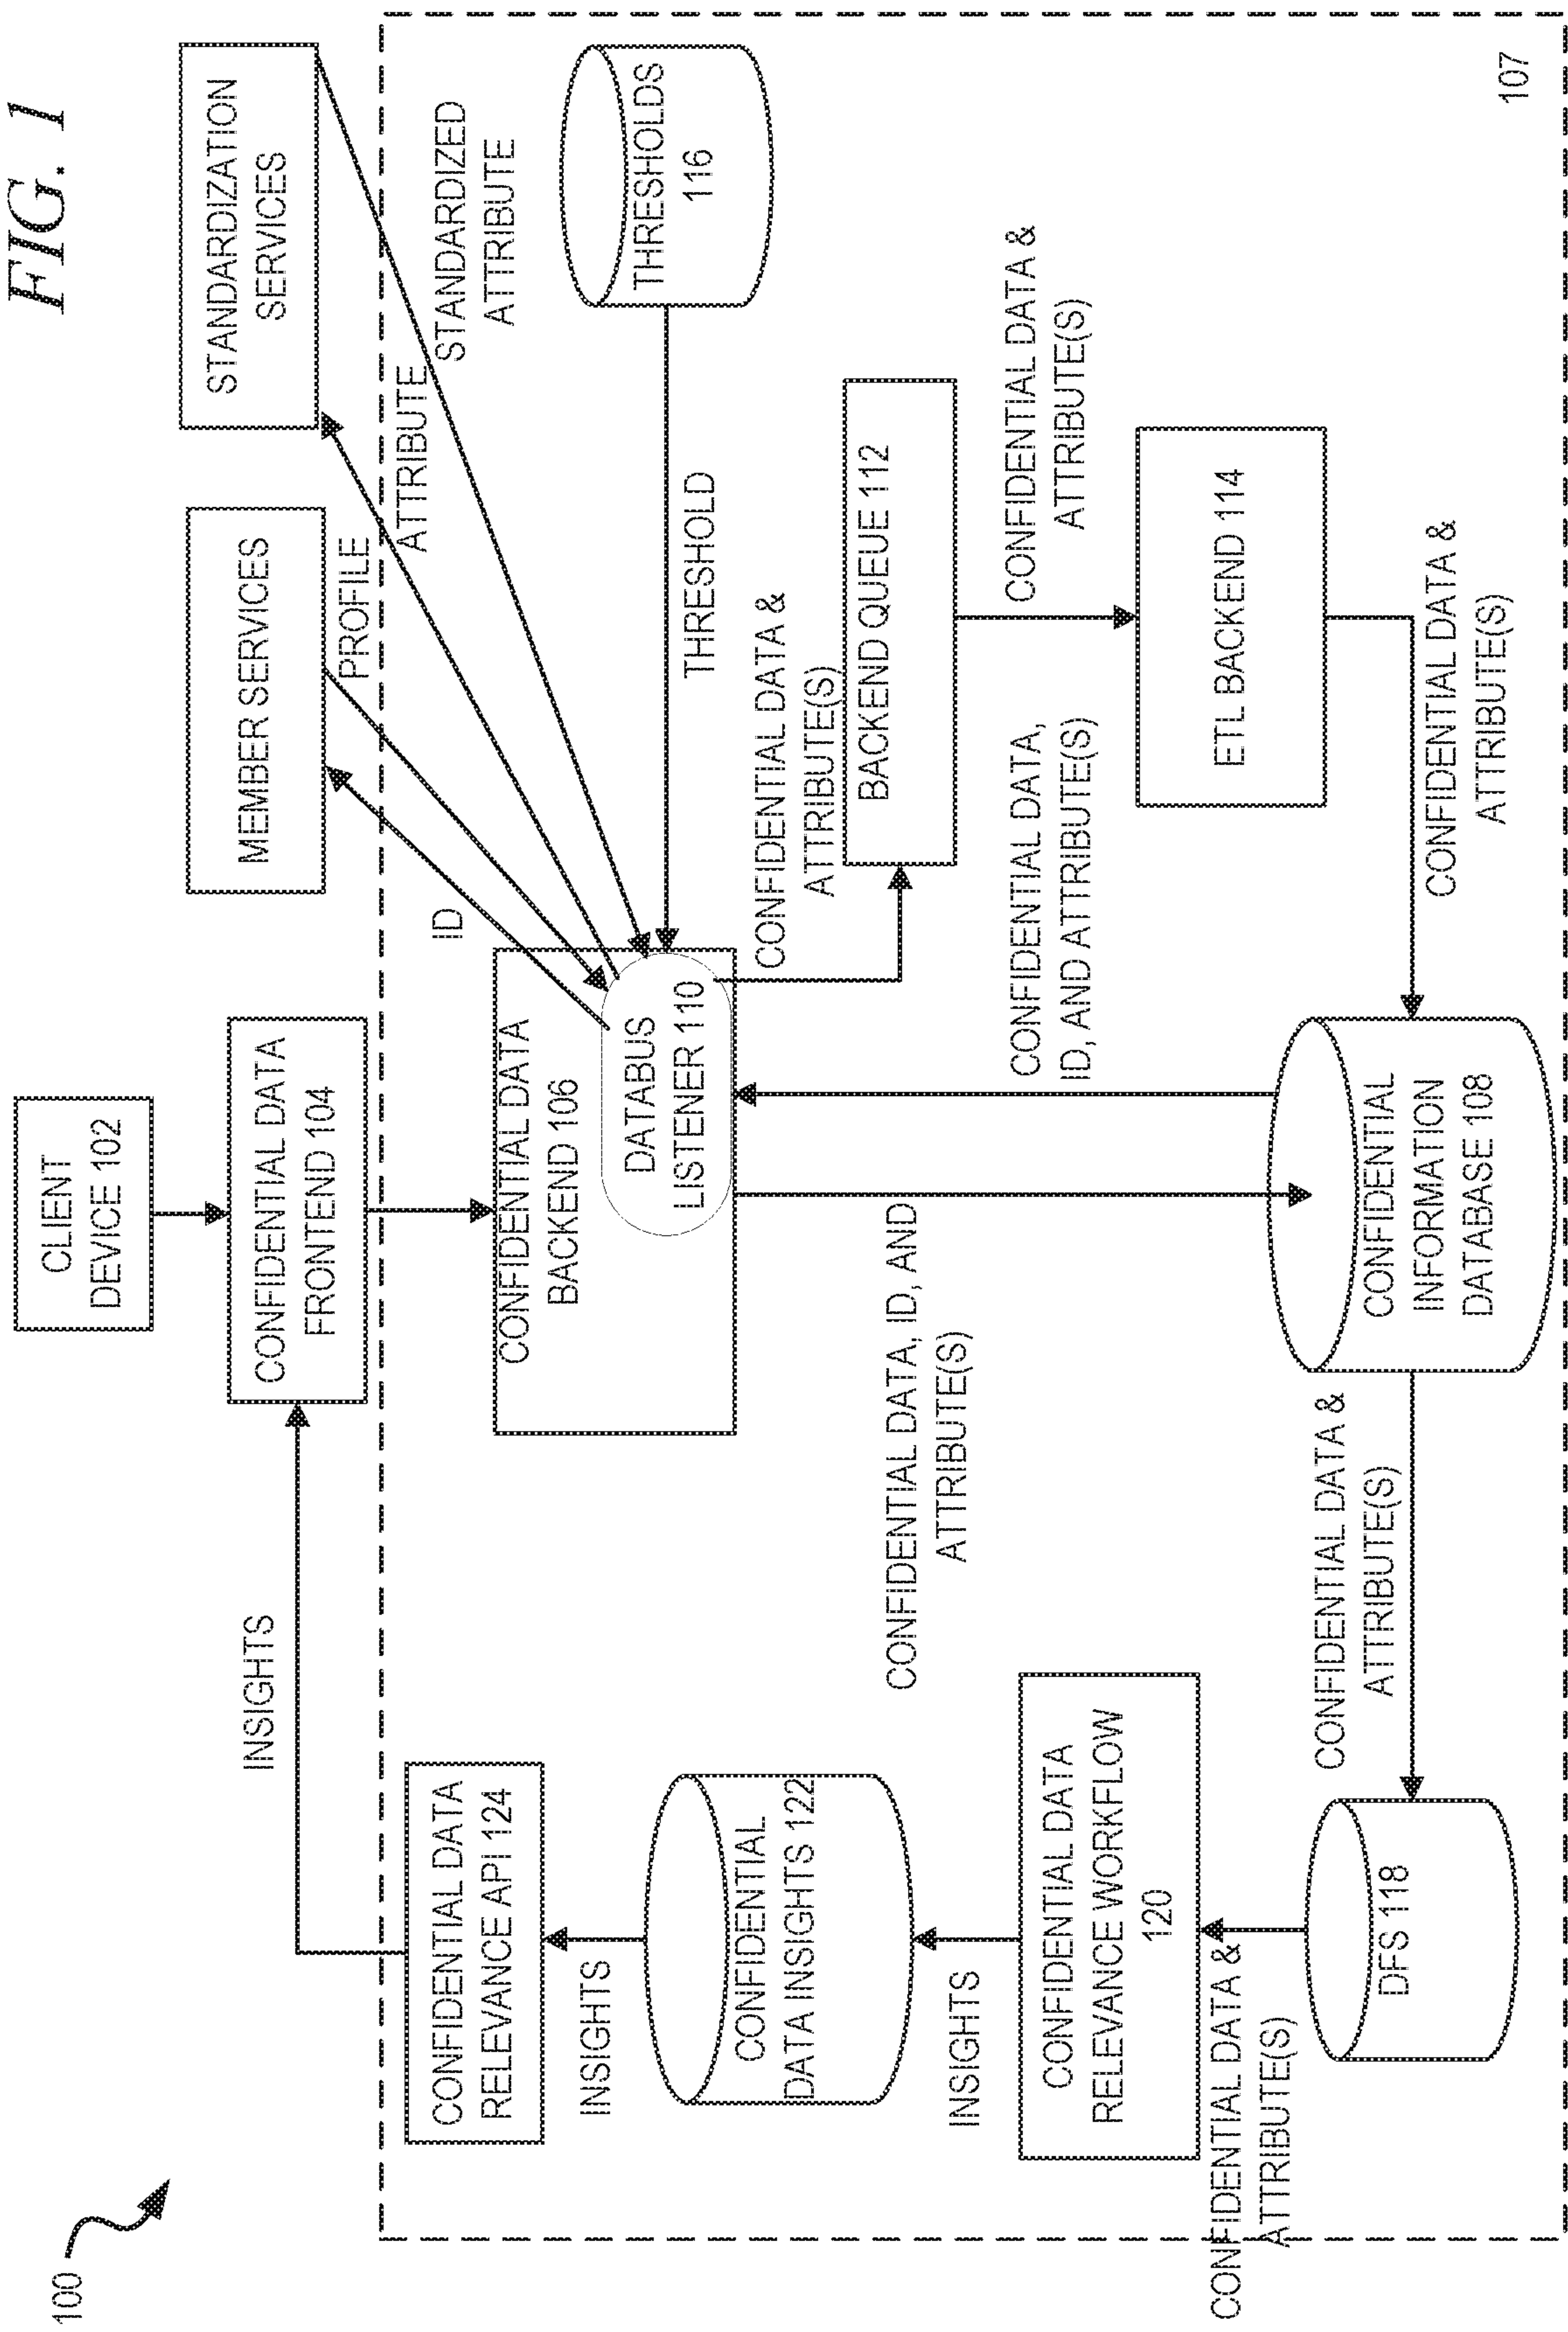 FIG. 1
100
CLIENT
DEVICE 102
CONFIDENTIAL DATA
FRONTEND 104
MEMBER SERVICES
STANDARDIZATION
SERVICES
INSIGHTS
ID
PROFILE
ATTRIBUTE
STANDARDIZED
ATTRIBUTE
CONFIDENTIAL DATA
RELEVANCE API 124
CONFIDENTIAL DATA
BACKEND 106
DATABUS
LISTENER 110
THRESHOLDS
116
THRESHOLD
INSIGHTS
CONFIDENTIAL
DATA INSIGHTS 122
CONFIDENTIAL DATA &
ATTRIBUTE(S)
BACKEND QUEUE 112
CONFIDENTIAL DATA, ID, AND
ATTRIBUTE(S)
CONFIDENTIAL DATA,
ID, AND ATTRIBUTE(S)
CONFIDENTIAL DATA &
ATTRIBUTE(S)
INSIGHTS
CONFIDENTIAL DATA
RELEVANCE WORKFLOW
120
ETL BACKEND 114
CONFIDENTIAL DATA &
ATTRIBUTE(S)
DFS 118
CONFIDENTIAL DATA &
ATTRIBUTE(S)
CONFIDENTIAL
INFORMATION
DATABASE 108
CONFIDENTIAL DATA &
ATTRIBUTE(S)
107